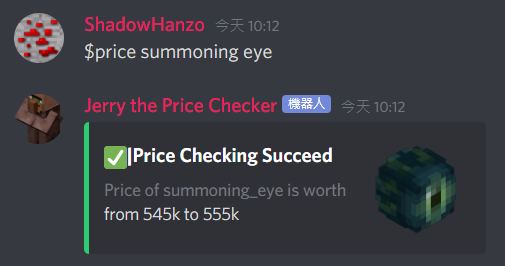 ShadowHanzo 今天 10:12
$price summoning eye
Jerry the Price Checker 機器人 今天 10:12
✅|Price Checking Succeed
Price of summoning_eye is worth
from 545k to 555k